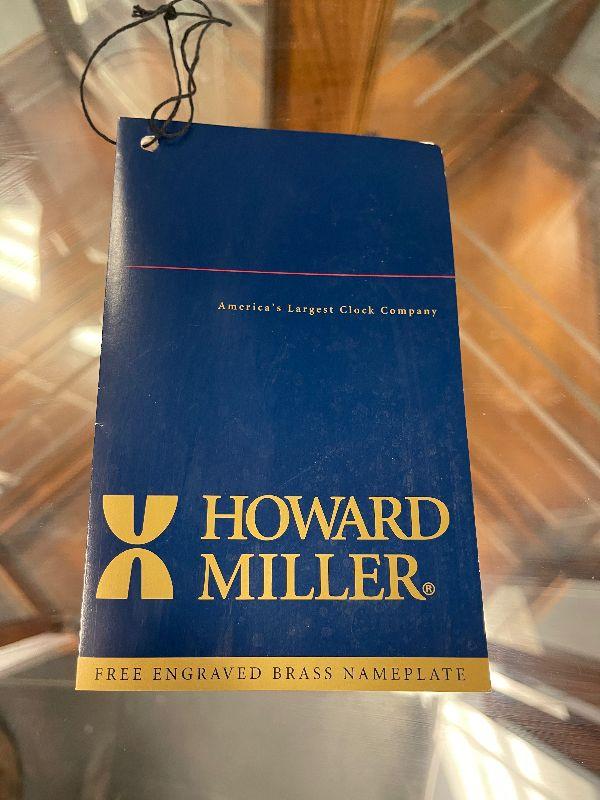 America's Largest Clock Company
HOWARD
MILLER®
FREE ENGRAVED BRASS NAMEPLATE